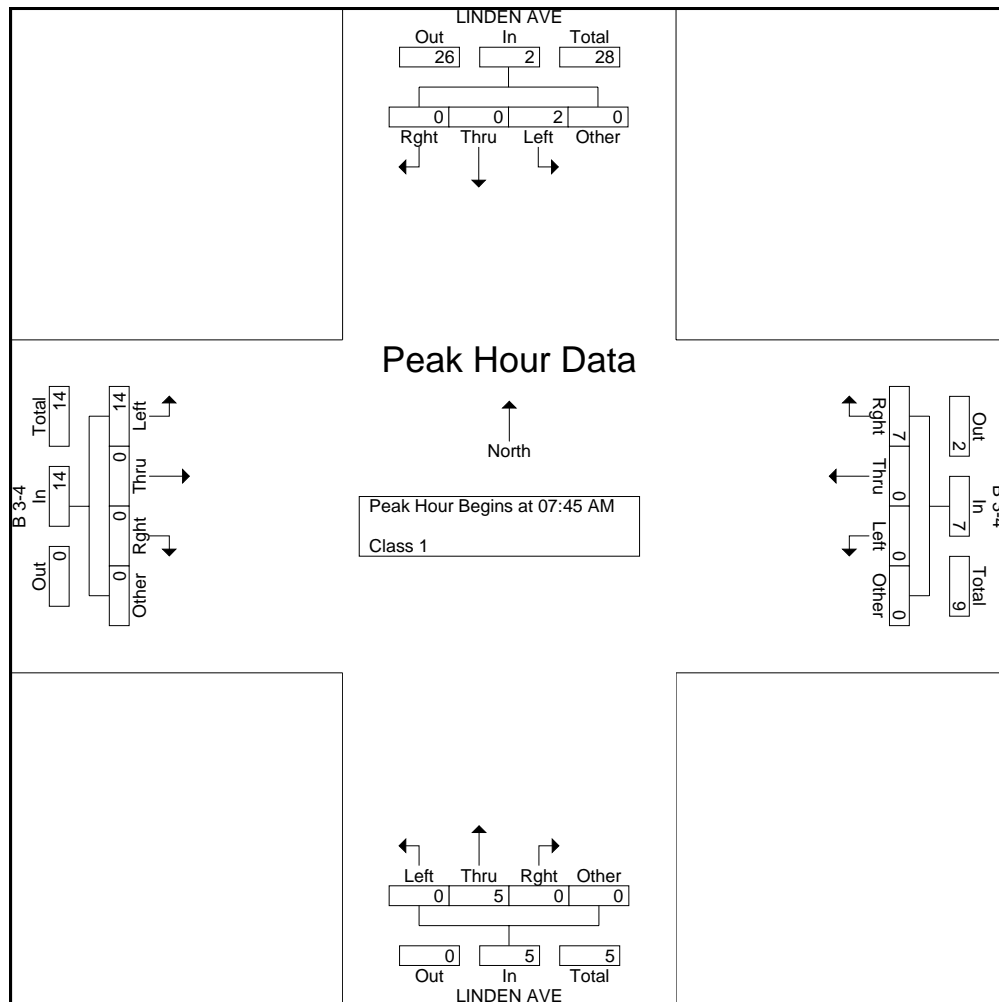 LINDEN AVE
Out In Total
26 2 28
0 0 2 0
Rght Thru Left Other
Peak Hour Data
North
Peak Hour Begins at 07:45 AM
Class 1
B 3-4
Out In Total
0 14 14
Left Thru Rght Other
14 0 0 0
Rght Thru Left Other
7 0 0 0
Out In Total
2 7 9
B 3-4
Left Thru Rght Other
0 5 0 0
0 5 5
Out In Total
LINDEN AVE